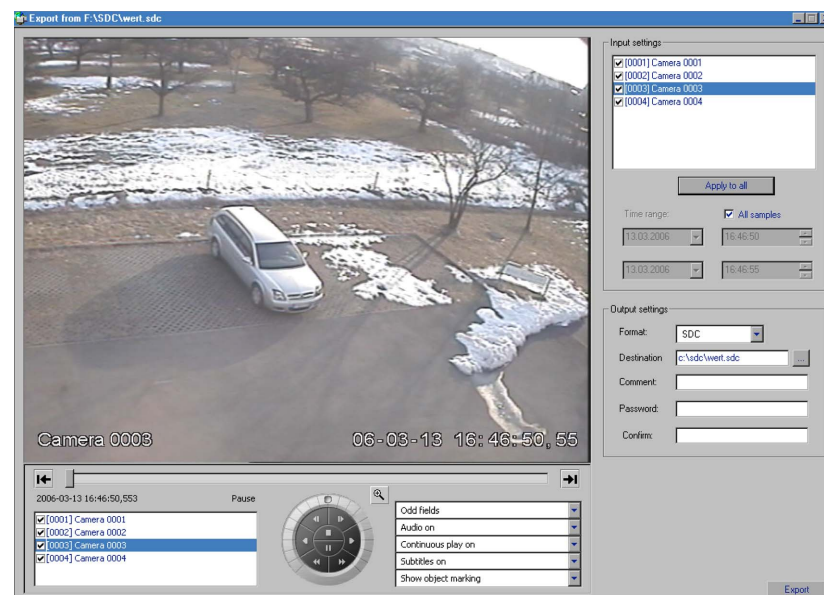 Export from F:\SDC\wert.sdc
Camera 0003
06-03-13 16:46:50,55
2006-03-13 16:46:50,553
Pause
[0001] Camera 0001
[0002] Camera 0002
[0003] Camera 0003
[0004] Camera 0004
Odd fields
Audio on
Continuous play on
Subtitles on
Show object marking
Input settings
[0001] Camera 0001
[0002] Camera 0002
[0003] Camera 0003
[0004] Camera 0004
Apply to all
Time range:
All samples
13.03.2006
16:46:50
13.03.2006
16:46:55
Output settings
Format:
SDC
Destination
c:\sdc\wert.sdc
...
Comment:
Password:
Confirm:
Export